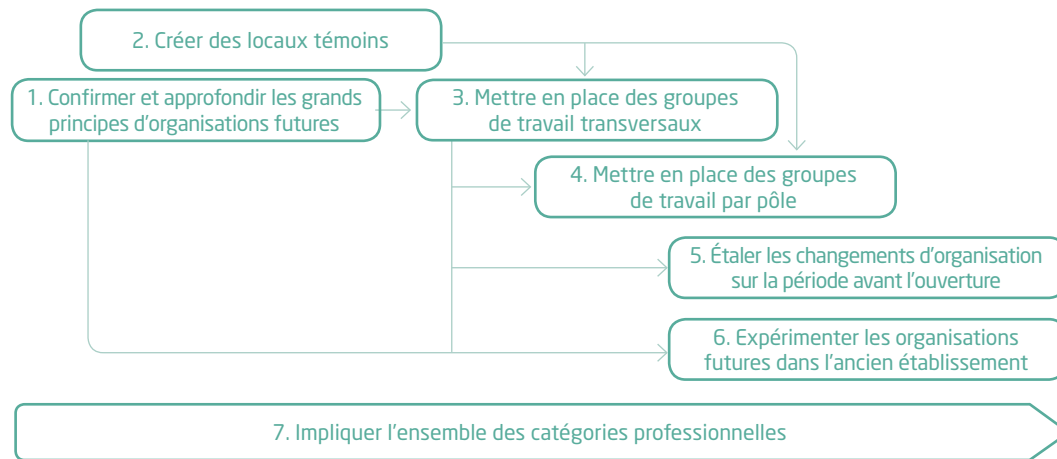 2. Créer des locaux témoins
1. Confirmer et approfondir les grands
principes d'organisations futures
3. Mettre en place des groupes
de travail transversaux
4. Mettre en place des groupes
de travail par pôle
5. Étaler les changements d'organisation
sur la période avant l'ouverture
6. Expérimenter les organisations
futures dans l'ancien établissement
7. Impliquer l'ensemble des catégories professionnelles